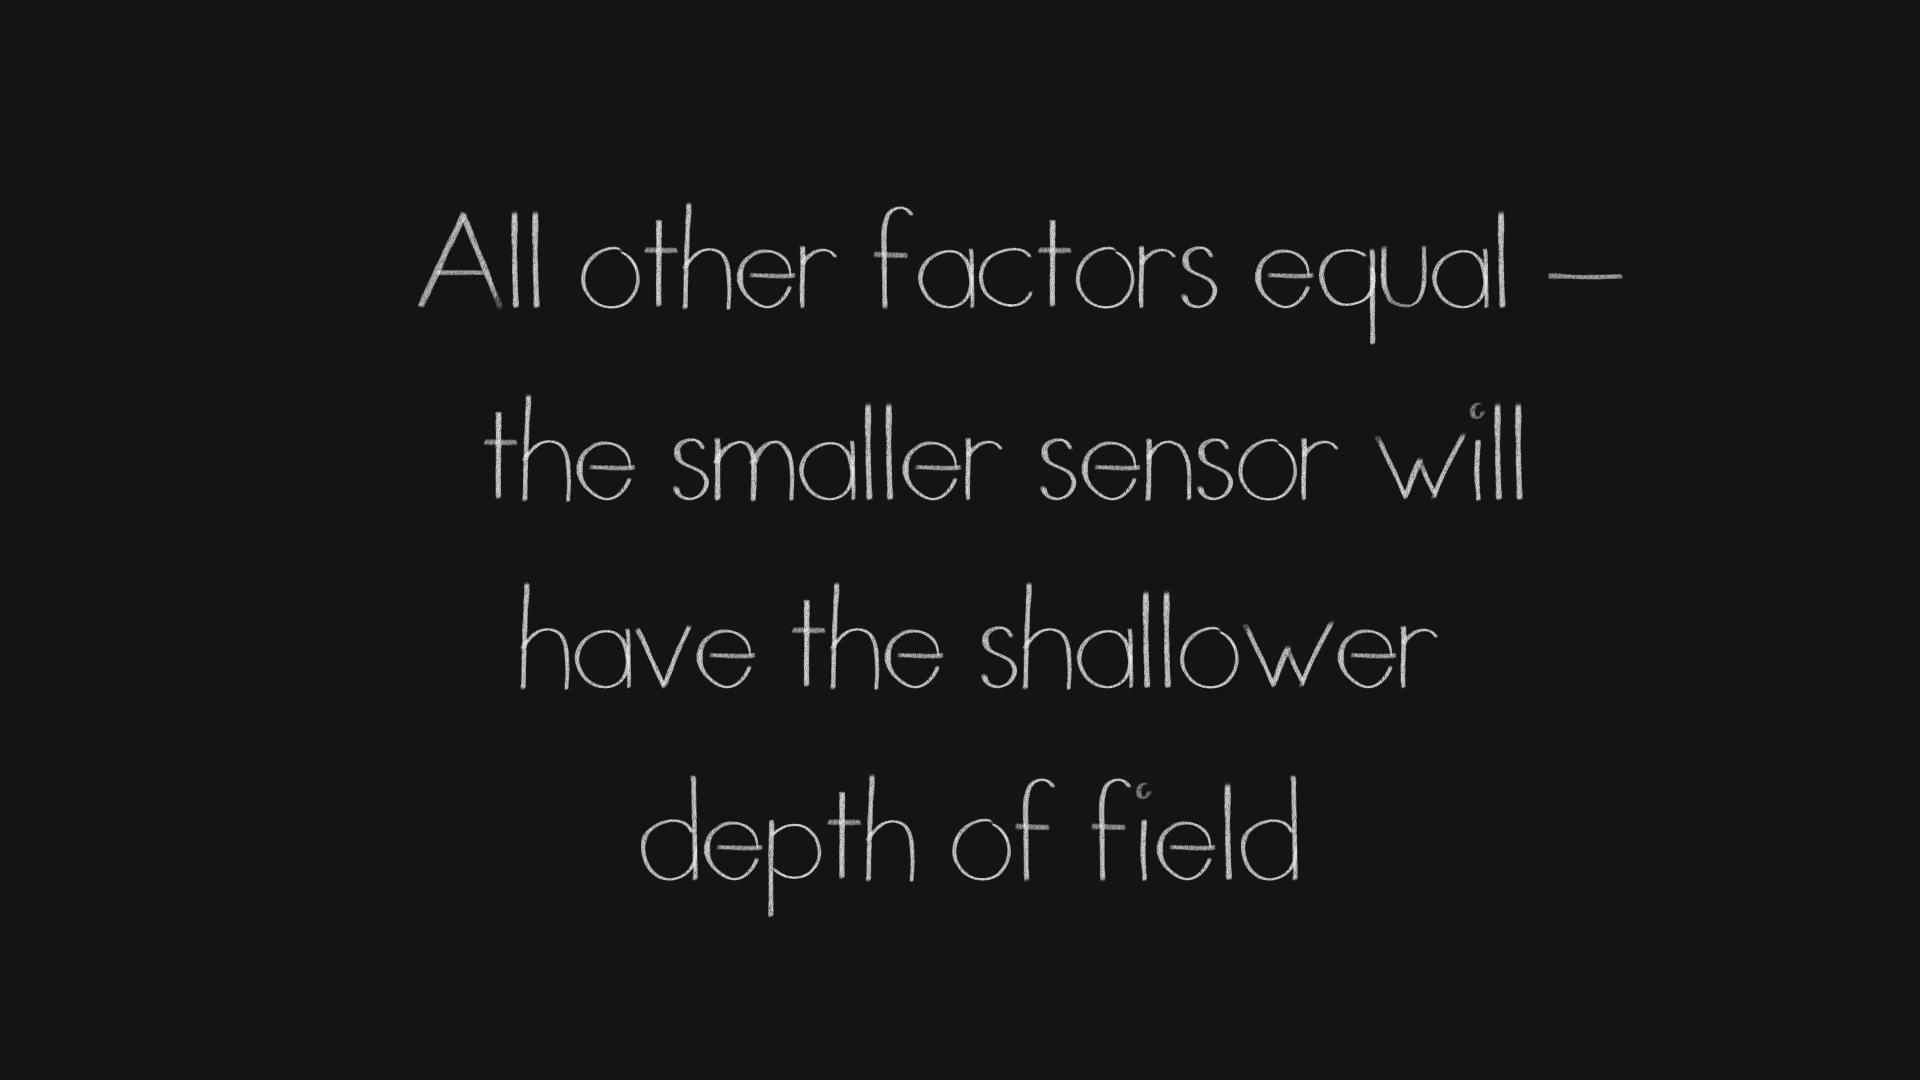 All other factors equal –
the smaller sensor will
have the shallower
depth of field